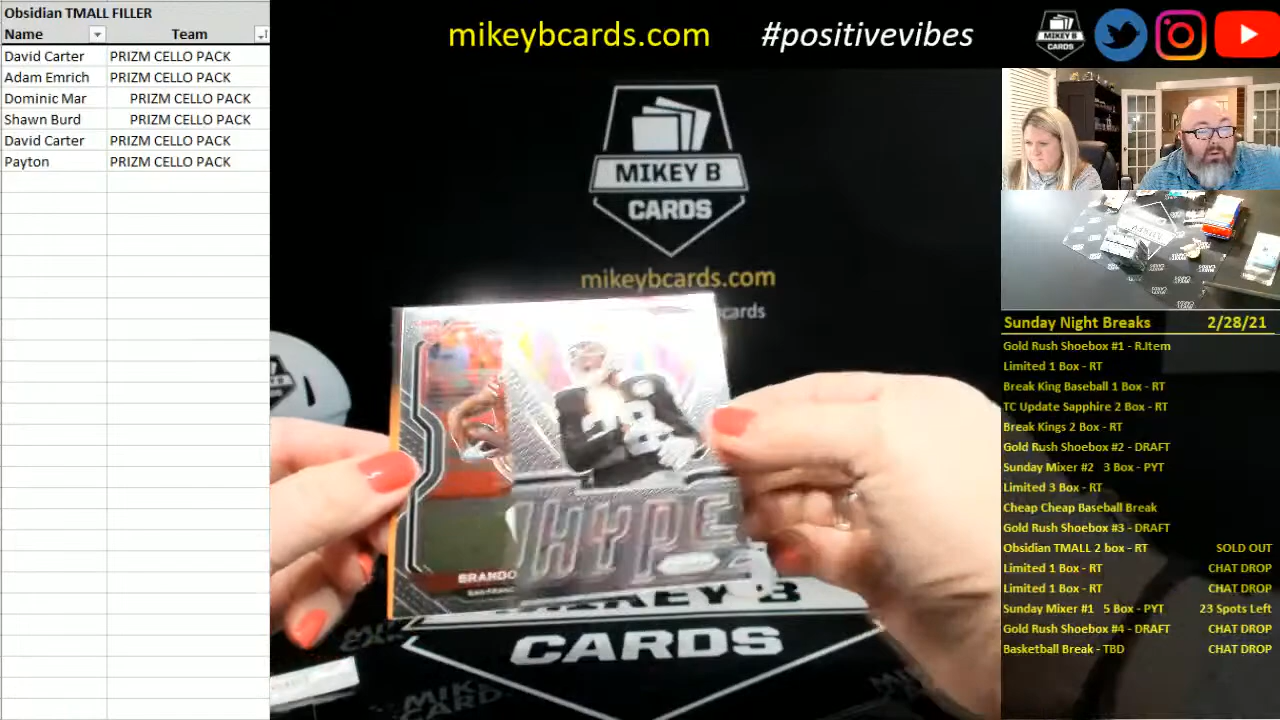 Obsidian TMALL FILLER
Name Team
David Carter PRIZM CELLO PACK
Adam Emrich PRIZM CELLO PACK
Dominic Mar PRIZM CELLO PACK
Shawn Burd PRIZM CELLO PACK
David Carter PRIZM CELLO PACK
Payton PRIZM CELLO PACK
mikeybcards.com #positivevibes
MIKEY B
CARDS
MIKEY B
CARDS
mikeybcards.com
cards
28
HYPE
BRANDO
MIKEY B
CARDS
Sunday Night Breaks 2/28/21
Gold Rush Shoebox #1 - R.Item
Limited 1 Box - RT
Break King Baseball 1 Box - RT
TC Update Sapphire 2 Box - RT
Break Kings 2 Box - RT
Gold Rush Shoebox #2 - DRAFT
Sunday Mixer #2 3 Box - PYT
Limited 3 Box - RT
Cheap Cheap Baseball Break
Gold Rush Shoebox #3 - DRAFT
Obsidian TMALL 2 box - RT SOLD OUT
Limited 1 Box - RT CHAT DROP
Limited 1 Box - RT CHAT DROP
Sunday Mixer #1 5 Box - PYT 23 Spots Left
Gold Rush Shoebox #4 - DRAFT CHAT DROP
Basketball Break - TBD CHAT DROP